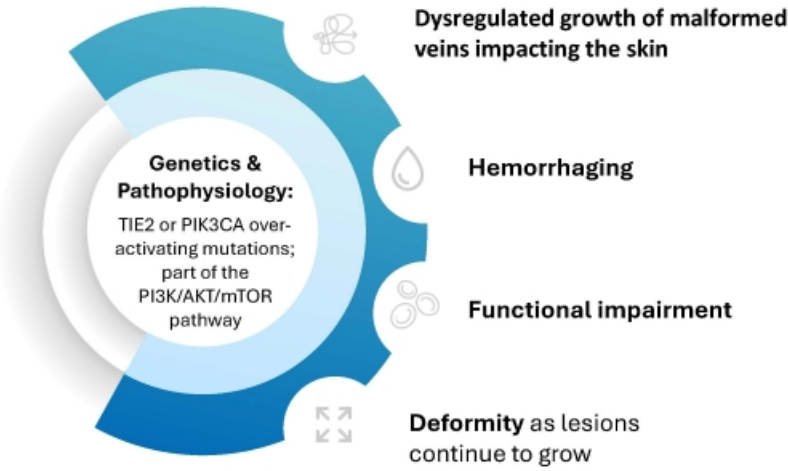 Dysregulated growth of malformed
veins impacting the skin
Genetics &
Pathophysiology:
TIE2 or PIK3CA over-
activating mutations;
part of the
PI3K/AKT/mTOR
pathway
Hemorrhaging
Functional impairment
Deformity as lesions
continue to grow